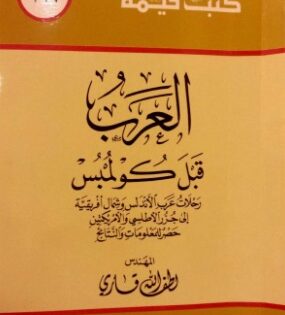 كتب قيمة
العرب
قبل كولمبس
رحلات عرب الأندلس وشمال أفريقية
إلى جزر الأطلسي والأمريكتين
حصر للمعلومات والنتائج
المهندس
لطف الله قاري